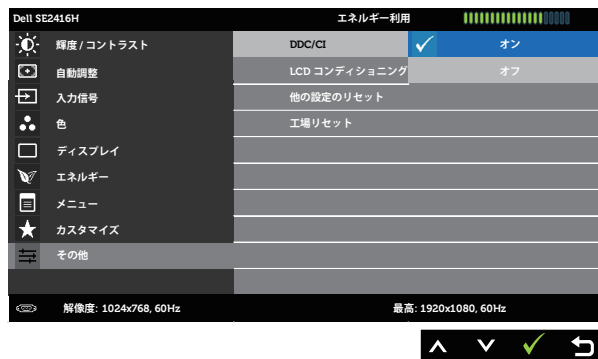 Dell SE2416H エネルギー利用
輝度 / コントラスト DDC/CI オン
自動調整 LCD コンディショニング オフ
入力信号 他の設定のリセット
色 工場リセット
ディスプレイ
エネルギー
メニュー
カスタマイズ
その他
解像度: 1024x768, 60Hz 最高: 1920x1080, 60Hz